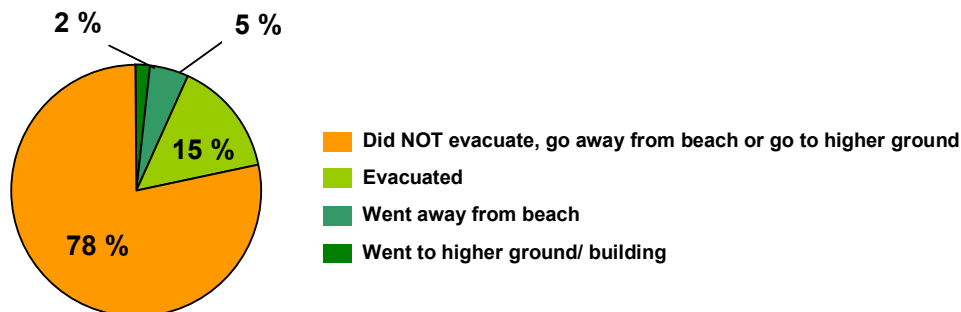 2 %
5 %
15 %
78 %
Did NOT evacuate, go away from beach or go to higher ground
Evacuated
Went away from beach
Went to higher ground/ building